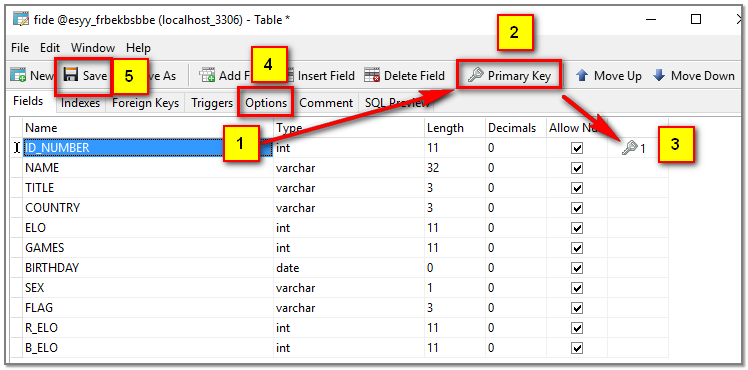 fide @esyy_frbekbsbbe (localhost_3306) - Table *
2
File Edit Window Help
4
New Save 5 e As Add F Insert Field Delete Field Primary Key Move Up Move Down
Fields Indexes Foreign Keys Triggers Options Comment SQL Preview
Name Type Length Decimals Allow Nu
1
ID_NUMBER int 11 0 1 3
NAME varchar 32 0
TITLE varchar 3 0
COUNTRY varchar 3 0
ELO int 11 0
GAMES int 11 0
BIRTHDAY date 0 0
SEX varchar 1 0
FLAG varchar 3 0
R_ELO int 11 0
B_ELO int 11 0